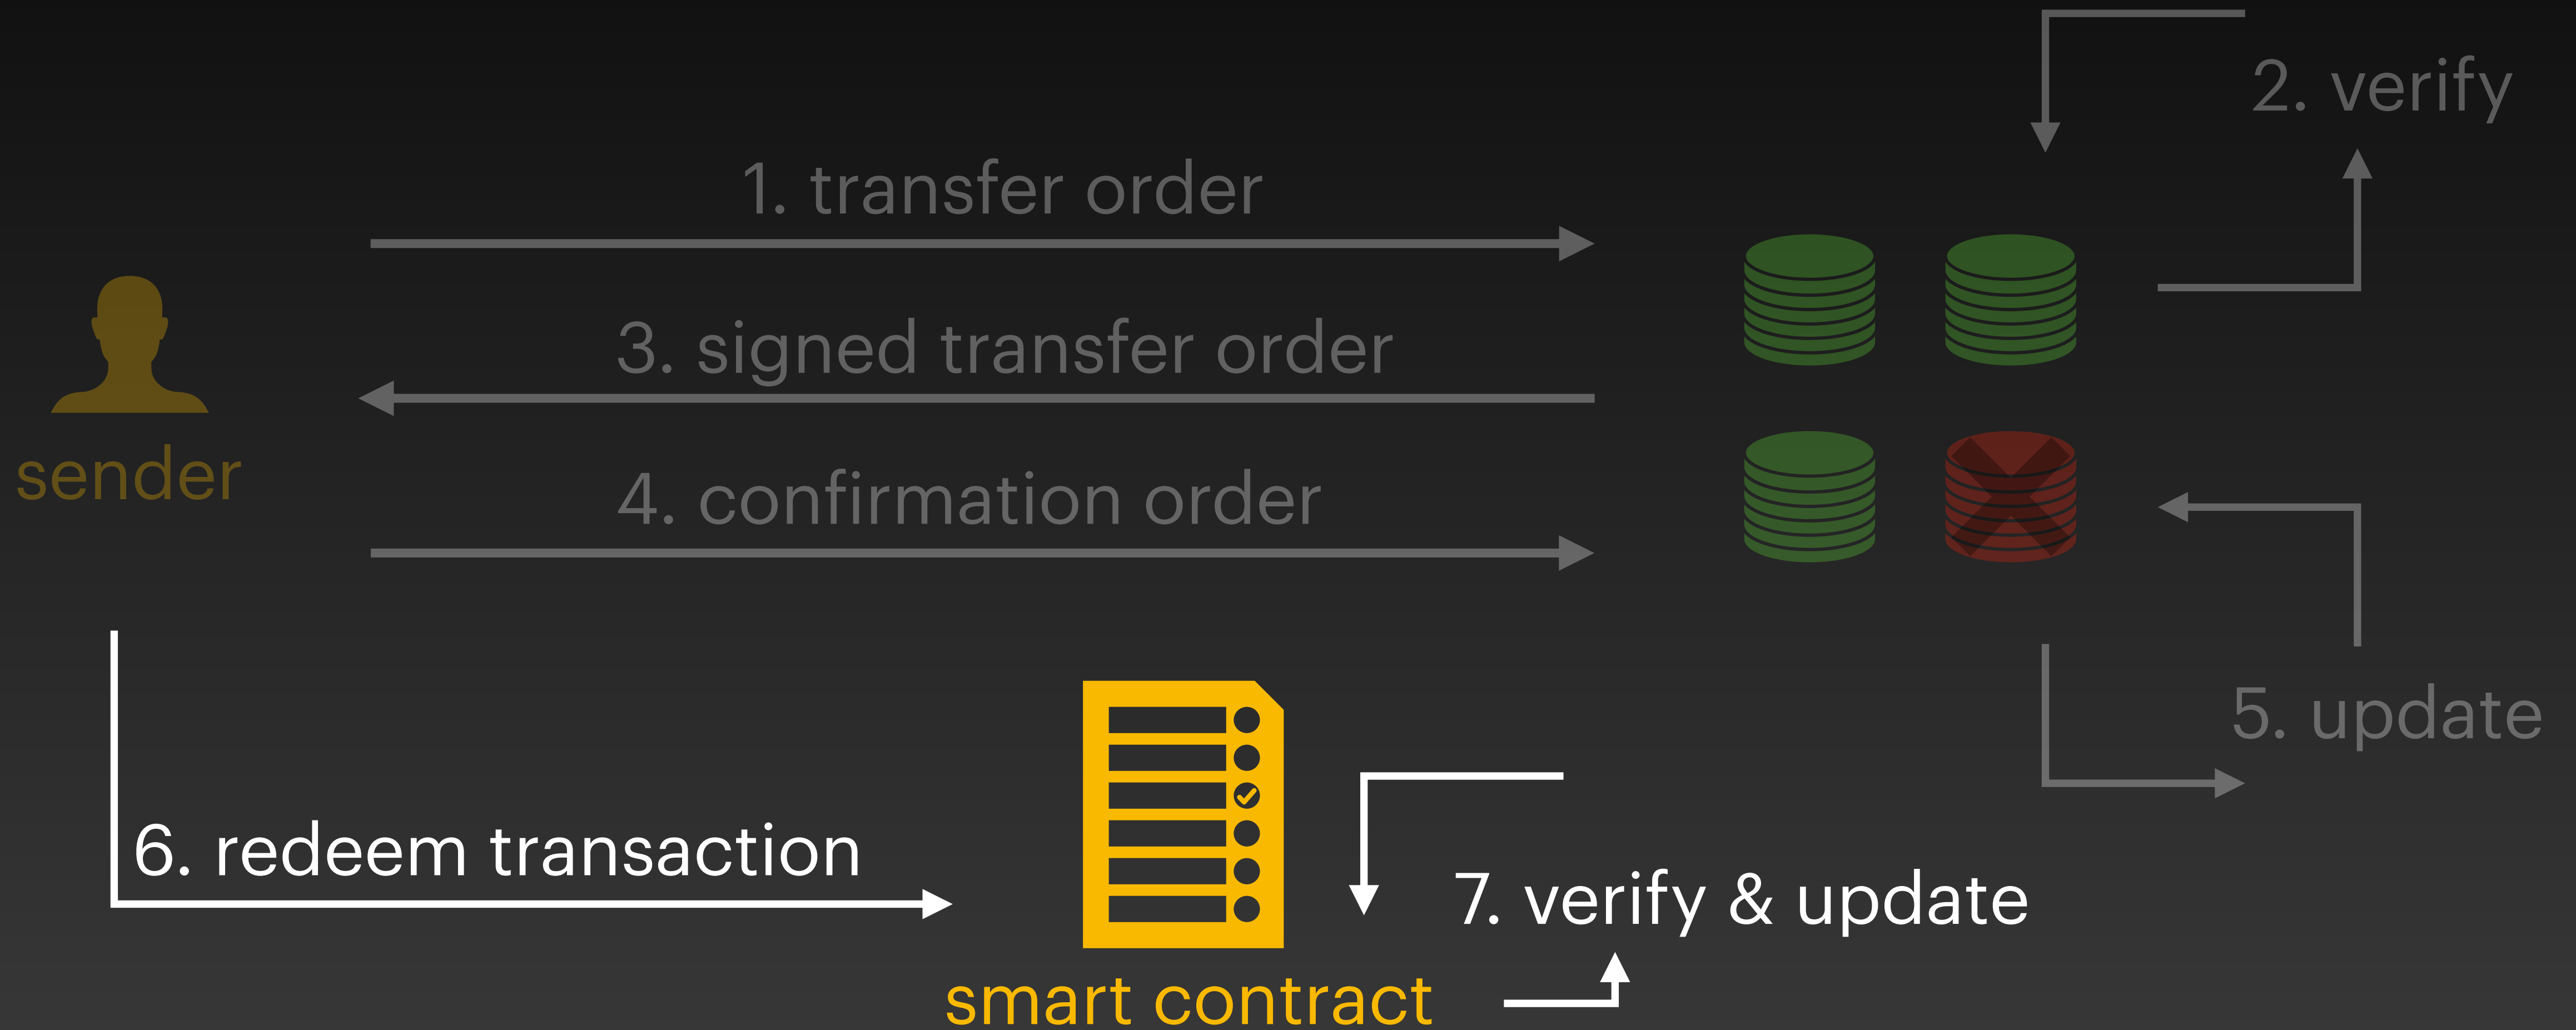 2. verify
1. transfer order
3. signed transfer order
sender
4. confirmation order
5. update
6. redeem transaction
7. verify & update
smart contract